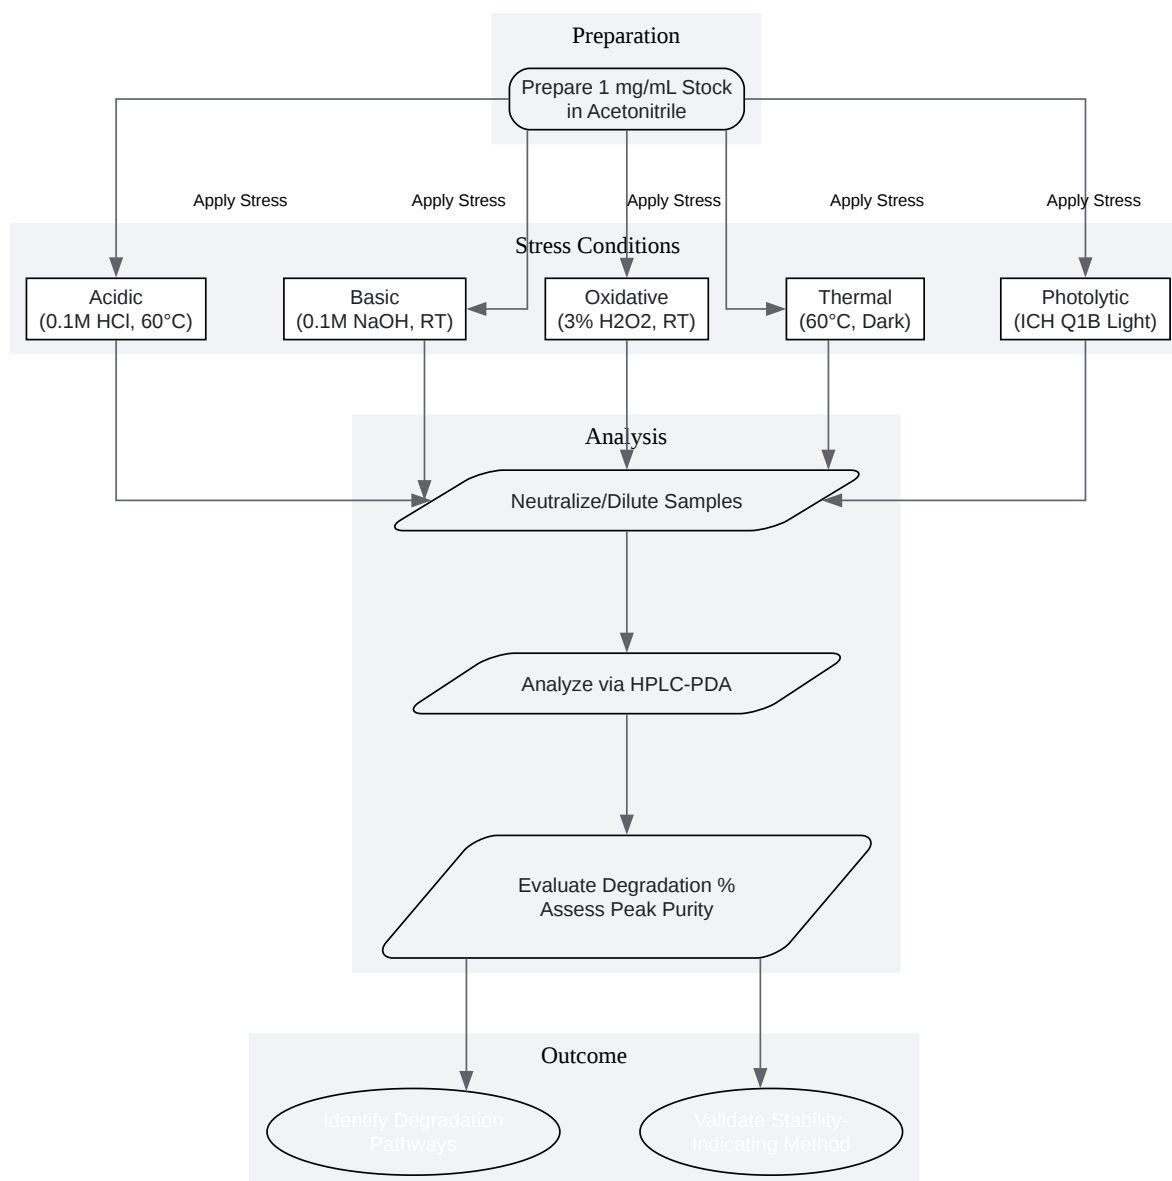 Preparation
Prepare 1 mg/mL Stock
in Acetonitrile
Apply Stress
Apply Stress
Apply Stress
Apply Stress
Apply Stress
Stress Conditions
Acidic
(0.1M HCl, 60°C)
Basic
(0.1M NaOH, RT)
Oxidative
(3% H2O2, RT)
Thermal
(60°C, Dark)
Photolytic
(ICH Q1B Light)
Analysis
Neutralize/Dilute Samples
Analyze via HPLC-PDA
Evaluate Degradation %
Assess Peak Purity
Outcome
Identify Degradation
Pathways
Validate Stability-
Indicating Method